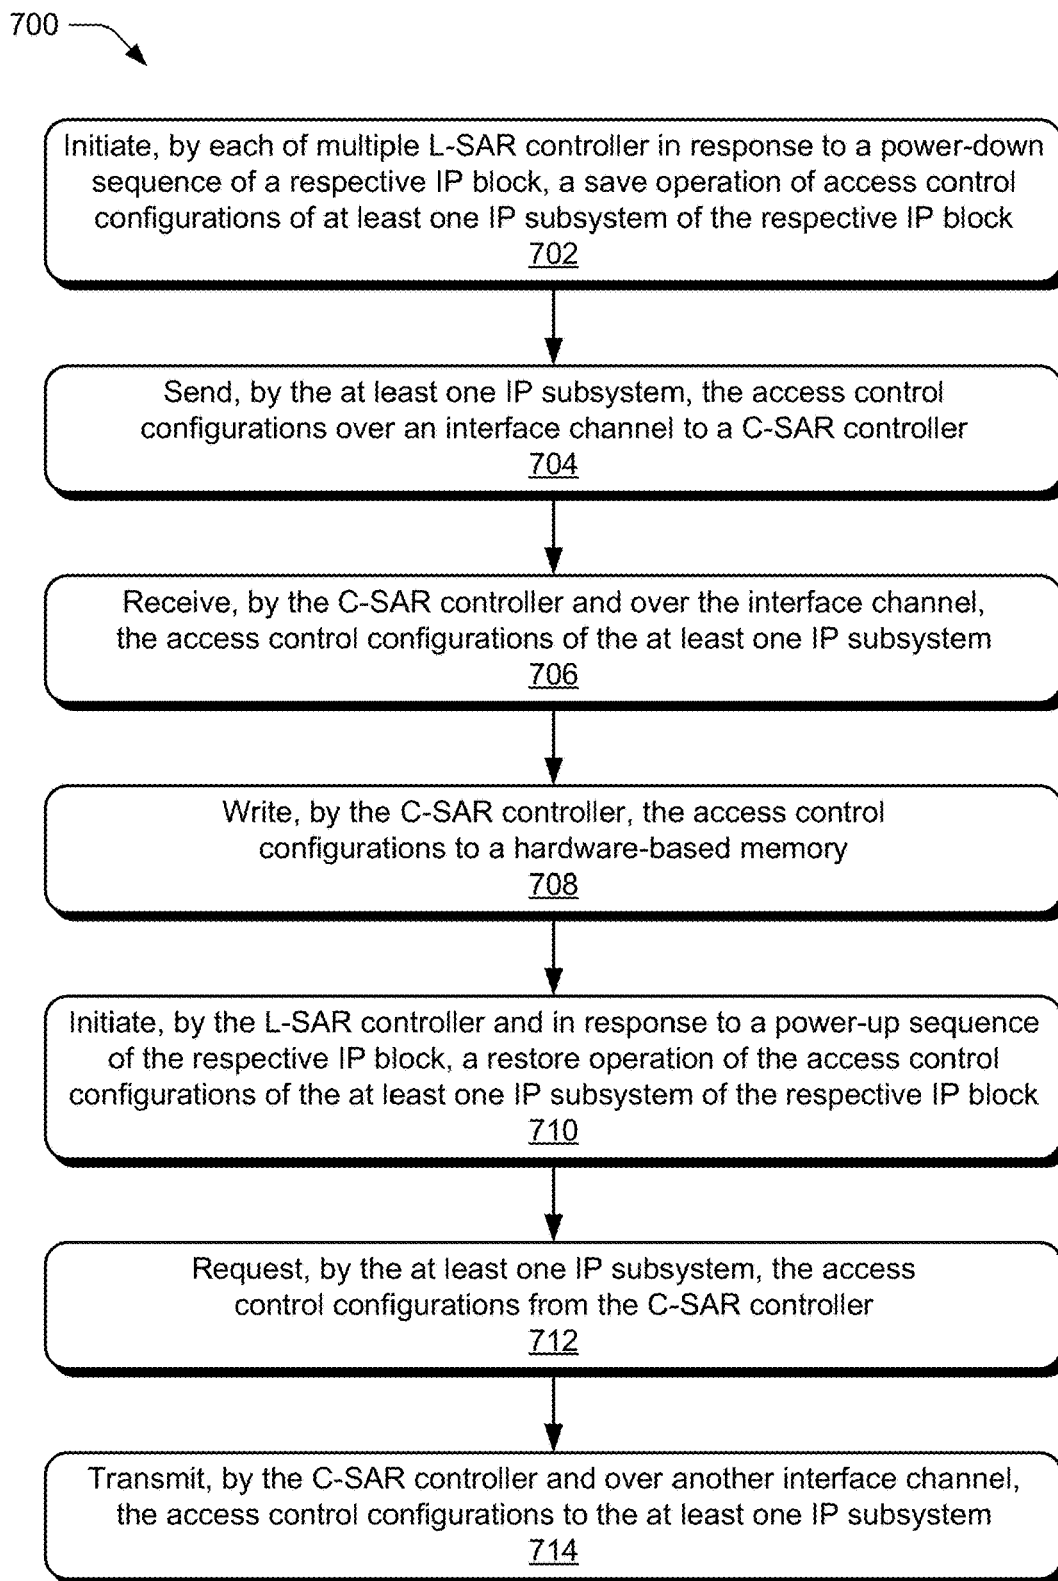 700
Initiate, by each of multiple L-SAR controller in response to a power-down
sequence of a respective IP block, a save operation of access control
configurations of at least one IP subsystem of the respective IP block
702
Send, by the at least one IP subsystem, the access control
configurations over an interface channel to a C-SAR controller
704
Receive, by the C-SAR controller and over the interface channel,
the access control configurations of the at least one IP subsystem
706
Write, by the C-SAR controller, the access control
configurations to a hardware-based memory
708
Initiate, by the L-SAR controller and in response to a power-up sequence
of the respective IP block, a restore operation of the access control
configurations of the at least one IP subsystem of the respective IP block
710
Request, by the at least one IP subsystem, the access
control configurations from the C-SAR controller
712
Transmit, by the C-SAR controller and over another interface channel,
the access control configurations to the at least one IP subsystem
714